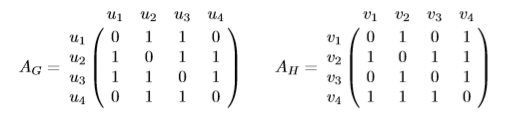 u₁ u₂ u₃ u₄
u₁ 0 1 1 0
u₂ 1 0 1 1
A_G = u₃ 1 1 0 1
u₄ 0 1 1 0
v₁ v₂ v₃ v₄
v₁ 0 1 0 1
v₂ 1 0 1 1
A_H = v₃ 0 1 0 1
v₄ 1 1 1 0